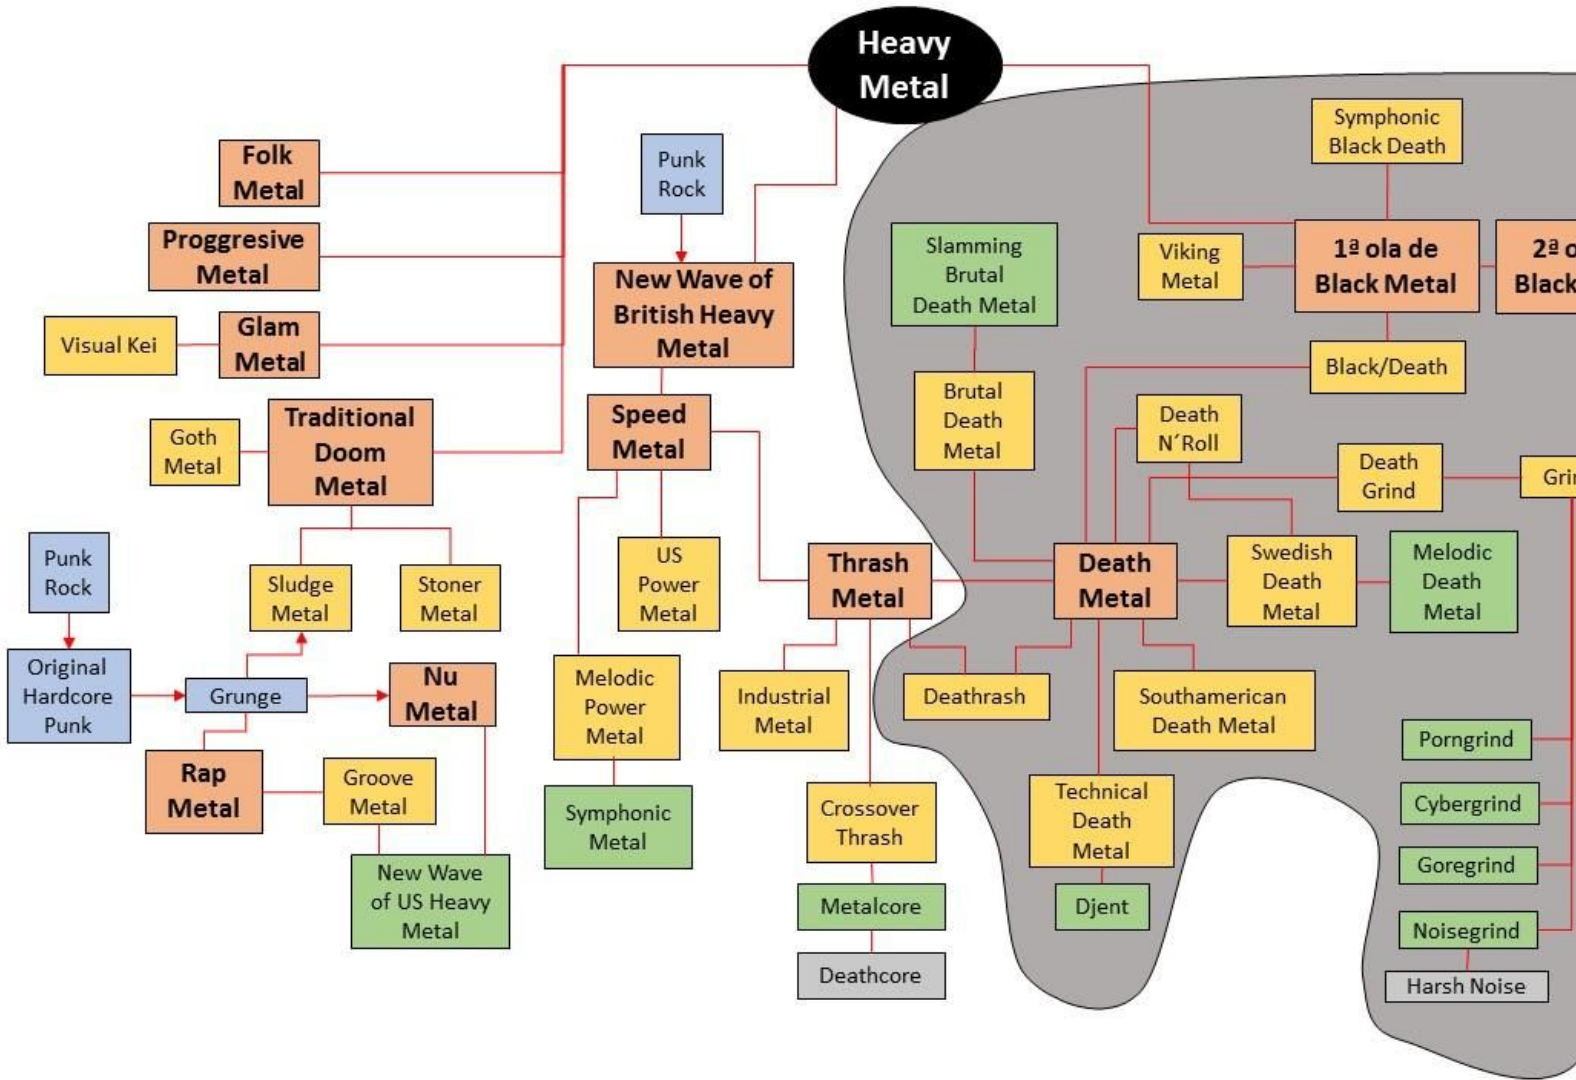 Heavy
Metal
Folk
Metal
Proggresive
Metal
Visual Kei
Glam
Metal
Goth
Metal
Traditional
Doom
Metal
Punk
Rock
Sludge
Metal
Stoner
Metal
Original
Hardcore
Punk
Grunge
Nu
Metal
Rap
Metal
Groove
Metal
New Wave
of US Heavy
Metal
Punk
Rock
New Wave of
British Heavy
Metal
Speed
Metal
US
Power
Metal
Melodic
Power
Metal
Symphonic
Metal
Thrash
Metal
Industrial
Metal
Deathrash
Crossover
Thrash
Metalcore
Deathcore
Slamming
Brutal
Death Metal
Brutal
Death
Metal
Death
Metal
Technical
Death
Metal
Djent
Southamerican
Death Metal
Symphonic
Black Death
Viking
Metal
1ª ola de
Black Metal
2ª o
Black
Black/Death
Death
N´Roll
Death
Grind
Grin
Swedish
Death
Metal
Melodic
Death
Metal
Porngrind
Cybergrind
Goregrind
Noisegrind
Harsh Noise